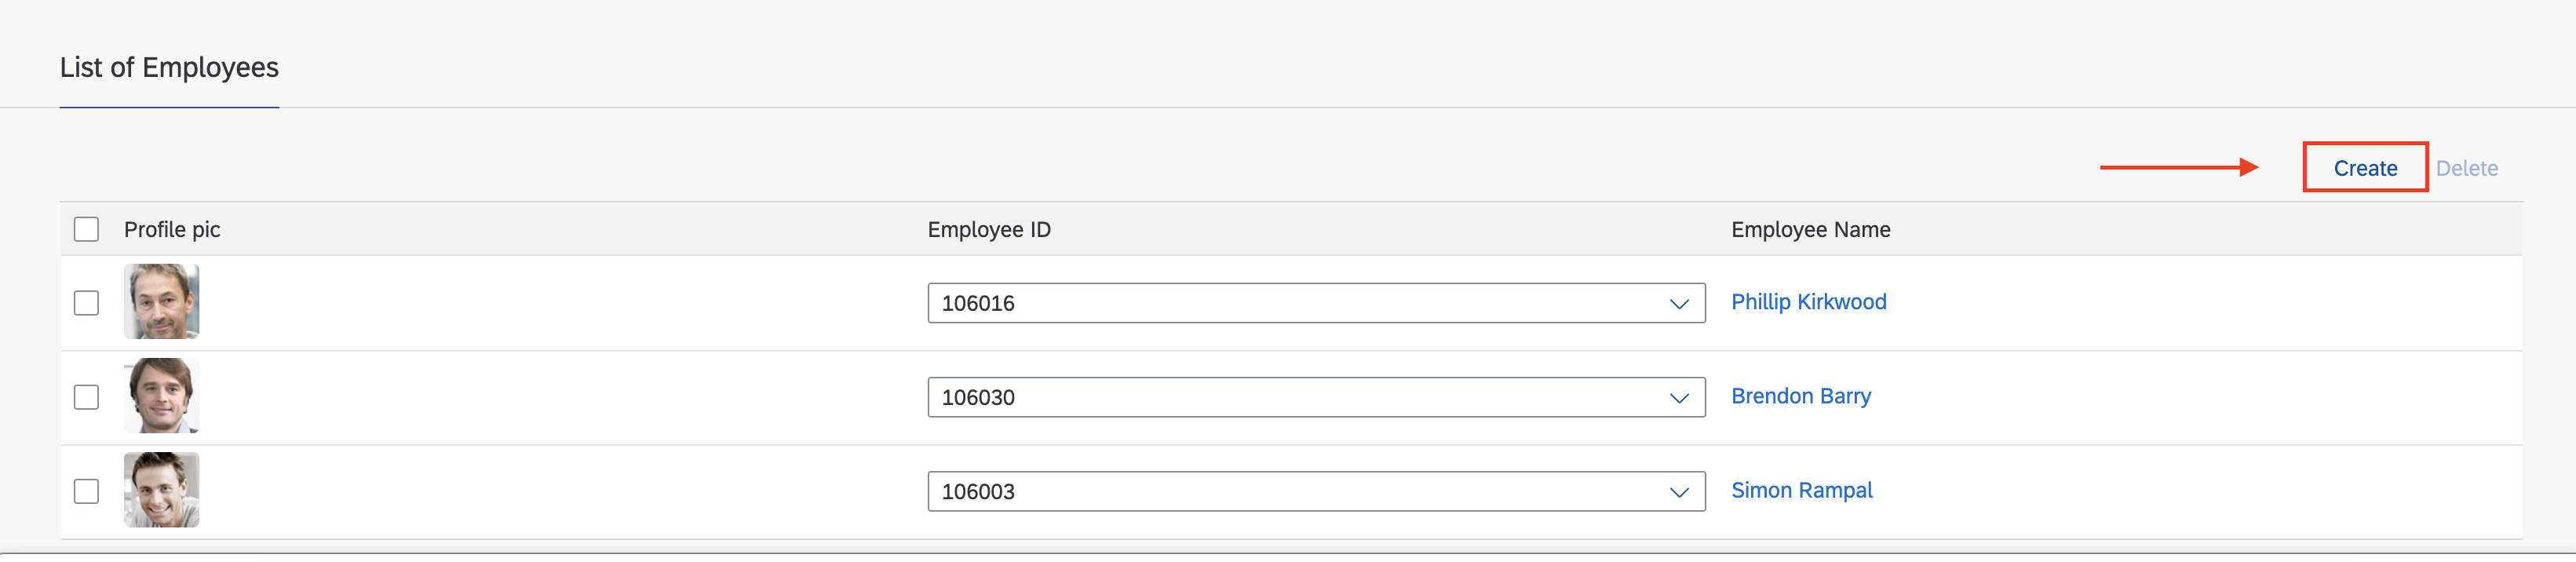 List of Employees
Create Delete
Profile pic Employee ID Employee Name
106016 Phillip Kirkwood
106030 Brendon Barry
106003 Simon Rampal